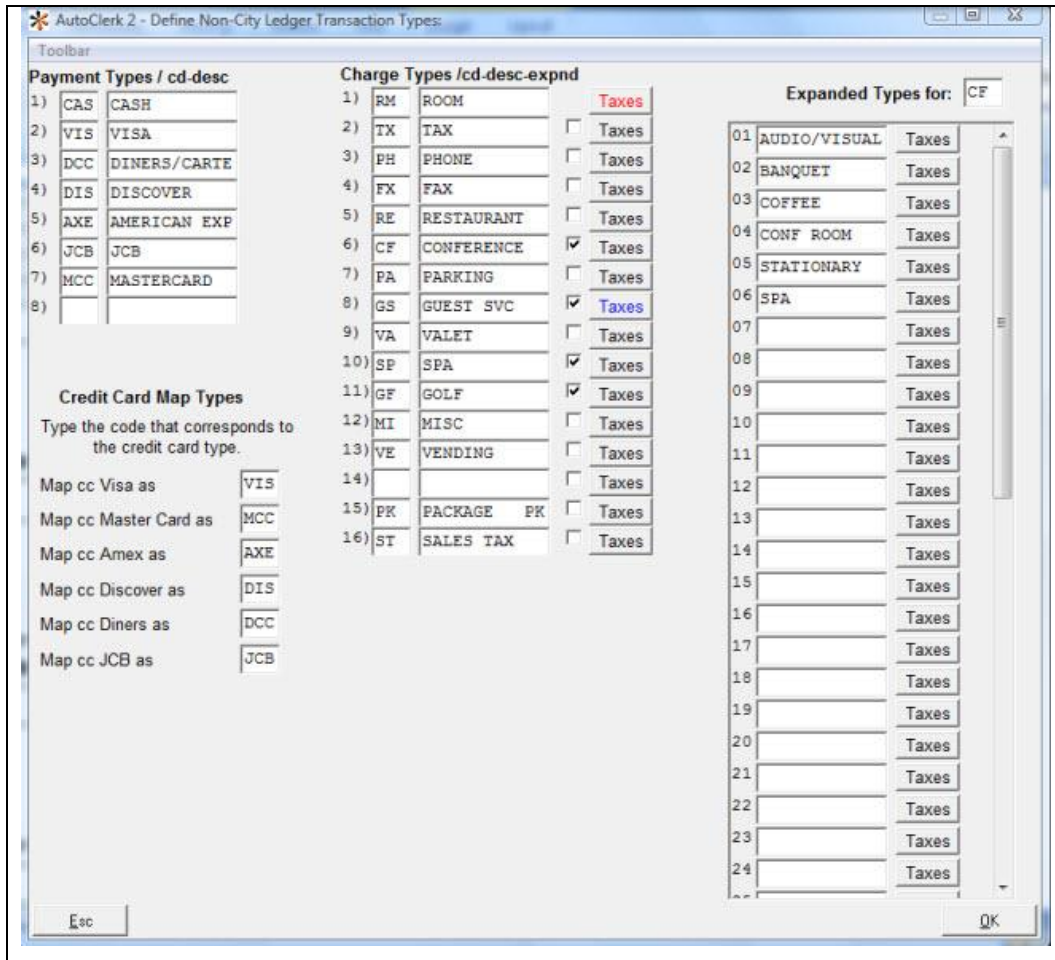 AutoClerk 2 - Define Non-City Ledger Transaction Types:
Toolbar
Payment Types / cd-desc
1) CAS CASH
2) VIS VISA
3) DCC DINERS/CARTE
4) DIS DISCOVER
5) AXE AMERICAN EXP
6) JCB JCB
7) MCC MASTERCARD
8)
Credit Card Map Types
Type the code that corresponds to
the credit card type.
Map cc Visa as VIS
Map cc Master Card as MCC
Map cc Amex as AXE
Map cc Discover as DIS
Map cc Diners as DCC
Map cc JCB as JCB
Charge Types /cd-desc-expnd
1) RM ROOM Taxes
2) TX TAX Taxes
3) PH PHONE Taxes
4) FX FAX Taxes
5) RE RESTAURANT Taxes
6) CF CONFERENCE Taxes
7) PA PARKING Taxes
8) GS GUEST SVC Taxes
9) VA VALET Taxes
10) SP SPA Taxes
11) GF GOLF Taxes
12) MI MISC Taxes
13) VE VENDING Taxes
14) Taxes
15) PK PACKAGE PK Taxes
16) ST SALES TAX Taxes
Expanded Types for: CF
01 AUDIO/VISUAL Taxes
02 BANQUET Taxes
03 COFFEE Taxes
04 CONF ROOM Taxes
05 STATIONARY Taxes
06 SPA Taxes
07 Taxes
08 Taxes
09 Taxes
10 Taxes
11 Taxes
12 Taxes
13 Taxes
14 Taxes
15 Taxes
16 Taxes
17 Taxes
18 Taxes
19 Taxes
20 Taxes
21 Taxes
22 Taxes
23 Taxes
24 Taxes
Esc
OK